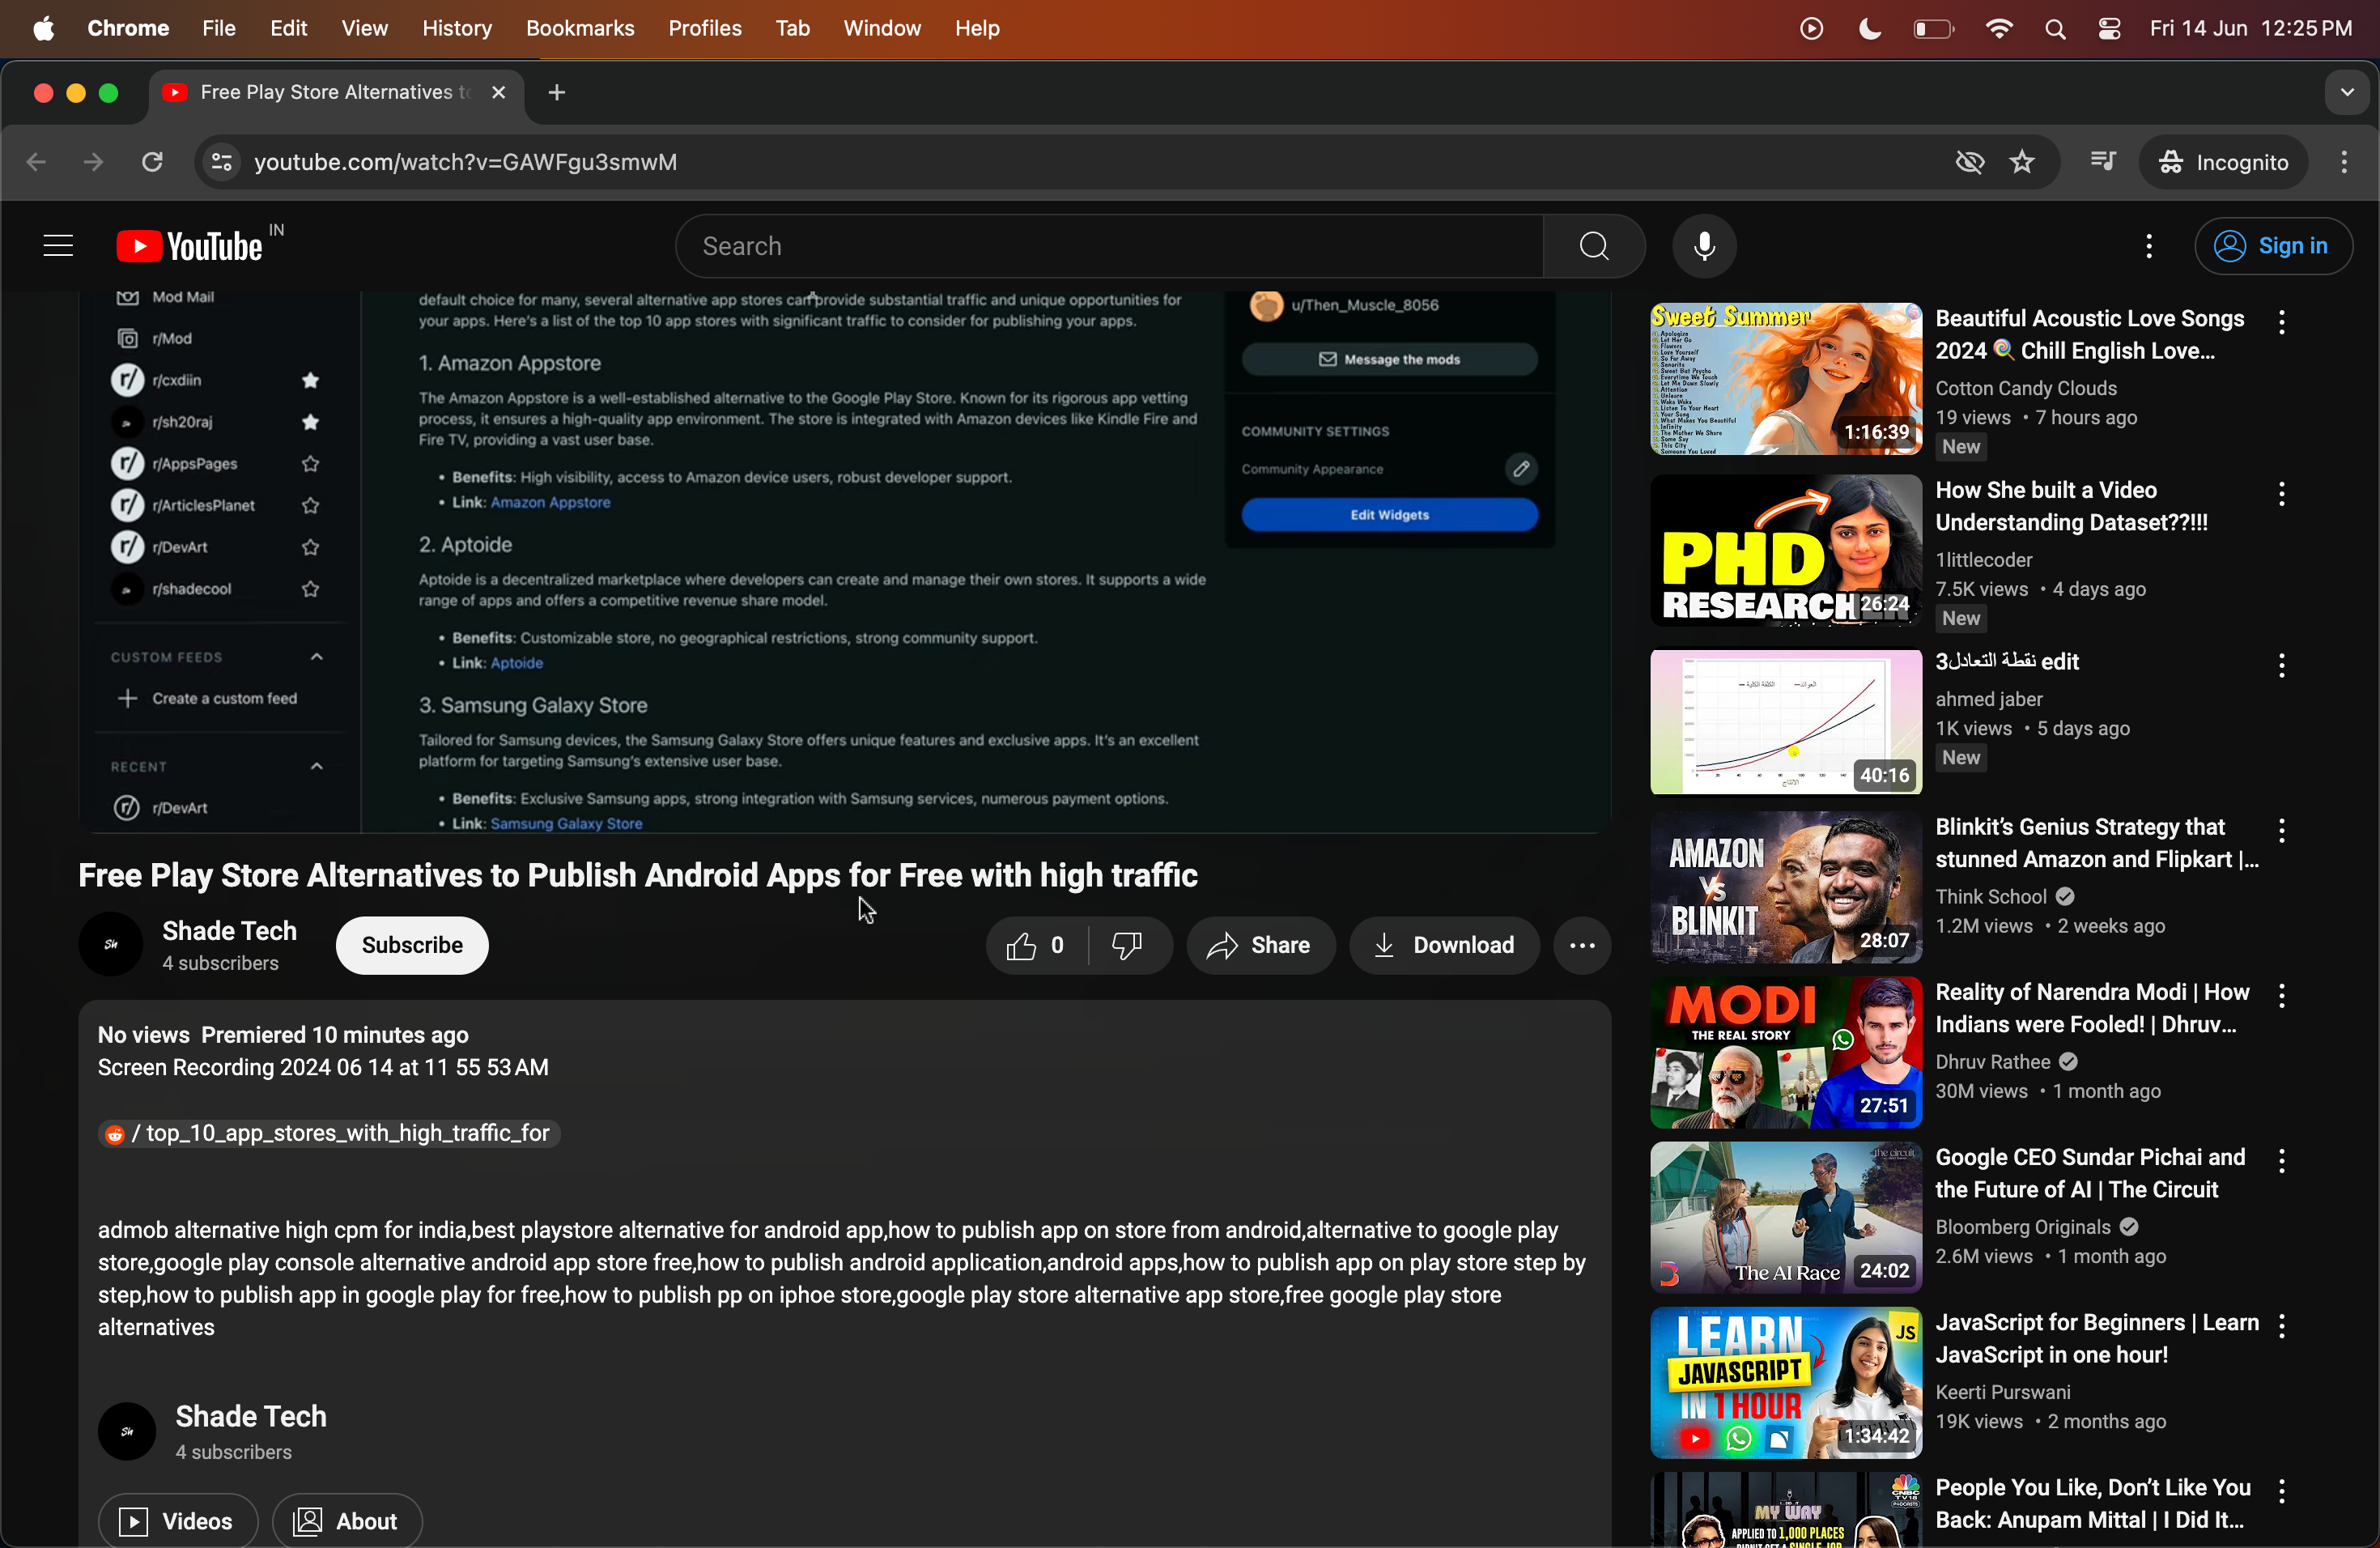 Chrome File Edit View History Bookmarks Profiles Tab Window Help Fri 14 Jun 12:25 PM
Free Play Store Alternatives to
youtube.com/watch?v=GAWFgu3smwM Incognito
YouTube IN Search Sign in
Mod Mail
r/Mod
r/cxdiin
r/sh20raj
r/AppsPages
r/ArticlesPlanet
r/DevArt
r/shadecool
CUSTOM FEEDS
Create a custom feed
RECENT
r/DevArt
default choice for many, several alternative app stores can provide substantial traffic and unique opportunities for
your apps. Here's a list of the top 10 app stores with significant traffic to consider for publishing your apps.
1. Amazon Appstore
The Amazon Appstore is a well-established alternative to the Google Play Store. Known for its rigorous app vetting
process, it ensures a high-quality app environment. The store is integrated with Amazon devices like Kindle Fire and
Fire TV, providing a vast user base.
• Benefits: High visibility, access to Amazon device users, robust developer support.
• Link: Amazon Appstore
2. Aptoide
Aptoide is a decentralized marketplace where developers can create and manage their own stores. It supports a wide
range of apps and offers a competitive revenue share model.
• Benefits: Customizable store, no geographical restrictions, strong community support.
• Link: Aptoide
3. Samsung Galaxy Store
Tailored for Samsung devices, the Samsung Galaxy Store offers unique features and exclusive apps. It's an excellent
platform for targeting Samsung's extensive user base.
• Benefits: Exclusive Samsung apps, strong integration with Samsung services, numerous payment options.
• Link: Samsung Galaxy Store
u/Then_Muscle_8056
Message the mods
COMMUNITY SETTINGS
Community Appearance
Edit Widgets
Free Play Store Alternatives to Publish Android Apps for Free with high traffic
Sh
Shade Tech
4 subscribers
Subscribe
0
Share
Download
No views Premiered 10 minutes ago
Screen Recording 2024 06 14 at 11 55 53 AM
/ top_10_app_stores_with_high_traffic_for
admob alternative high cpm for india,best playstore alternative for android app,how to publish app on store from android,alternative to google play
store,google play console alternative android app store free,how to publish android application,android apps,how to publish app on play store step by
step,how to publish app in google play for free,how to publish pp on iphoe store,google play store alternative app store,free google play store
alternatives
Sh
Shade Tech
4 subscribers
Videos
About
Sweet Summer
1:16:39
Beautiful Acoustic Love Songs
2024 🍭 Chill English Love...
Cotton Candy Clouds
19 views • 7 hours ago
New
PHD
RESEARCHER
26:24
How She built a Video
Understanding Dataset??!!!
1littlecoder
7.5K views • 4 days ago
New
العوائد
التكلفة الكلية
الانتاج
40:16
نقطة التعادل3 edit
ahmed jaber
1K views • 5 days ago
New
AMAZON
VS
BLINKIT
28:07
Blinkit's Genius Strategy that
stunned Amazon and Flipkart |...
Think School
1.2M views • 2 weeks ago
MODI
THE REAL STORY
27:51
Reality of Narendra Modi | How
Indians were Fooled! | Dhruv...
Dhruv Rathee
30M views • 1 month ago
the circuit
The AI Race
24:02
Google CEO Sundar Pichai and
the Future of AI | The Circuit
Bloomberg Originals
2.6M views • 1 month ago
LEARN
JS
JAVASCRIPT
IN 1 HOUR
1:34:42
JavaScript for Beginners | Learn
JavaScript in one hour!
Keerti Purswani
19K views • 2 months ago
CNBC
TV18
MY WAY
APPLIED TO 1,000 PLACES
DIDN'T GET A SINGLE JOB
People You Like, Don't Like You
Back: Anupam Mittal | I Did It...